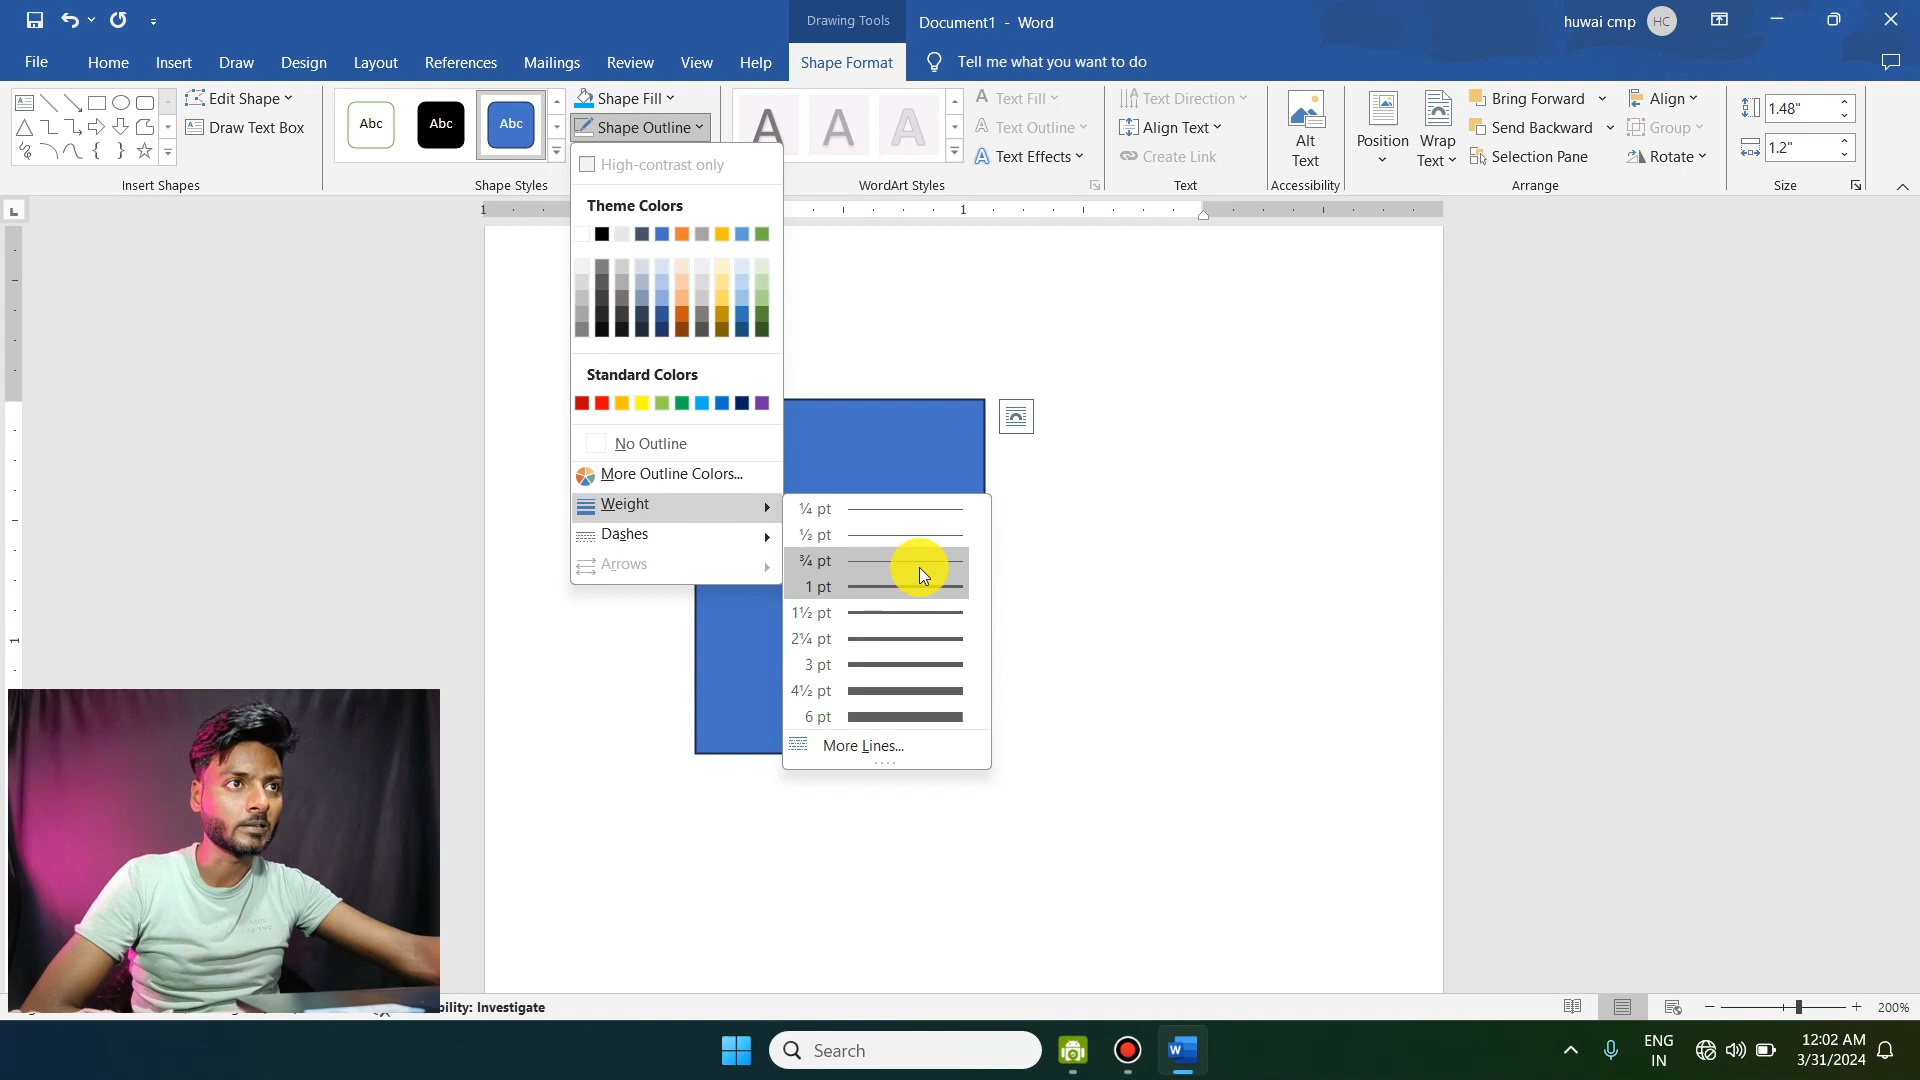 Drawing Tools
Document1 - Word
huwai cmp
HC
File
Home
Insert
Draw
Design
Layout
References
Mailings
Review
View
Help
Shape Format
Tell me what you want to do
Edit Shape
Draw Text Box
Insert Shapes
Abc
Abc
Abc
Shape Styles
Shape Fill
Shape Outline
A A A
WordArt Styles
A Text Fill
A Text Outline
A Text Effects
Text Direction
Align Text
Create Link
Text
Alt
Text
Accessibility
Position
Wrap
Text
Bring Forward
Send Backward
Selection Pane
Align
Group
Rotate
Arrange
1.48"
1.2"
Size
L
1
1
1
High-contrast only
Theme Colors
Standard Colors
No Outline
More Outline Colors...
Weight
Dashes
Arrows
¼ pt
½ pt
¾ pt
1 pt
1½ pt
2¼ pt
3 pt
4½ pt
6 pt
More Lines...
bility: Investigate
200%
Search
W
ENG
IN
12:02 AM
3/31/2024